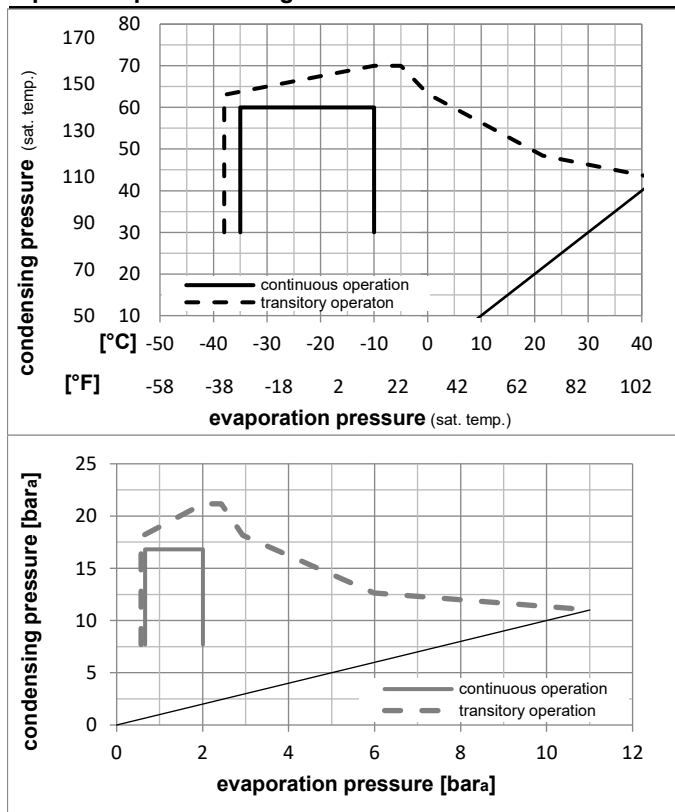 170 80
150 70
60
130
50
110
40
90
30
70
20
50 10
condensing pressure (sat. temp.)
continuous operation
transitory operaton
[°C] -50 -40 -30 -20 -10 0 10 20 30 40
[°F] -58 -38 -18 2 22 42 62 82 102
evaporation pressure (sat. temp.)
25
20
15
10
5
0
condensing pressure [bara]
continuous operation
transitory operation
0 2 4 6 8 10 12
evaporation pressure [bara]